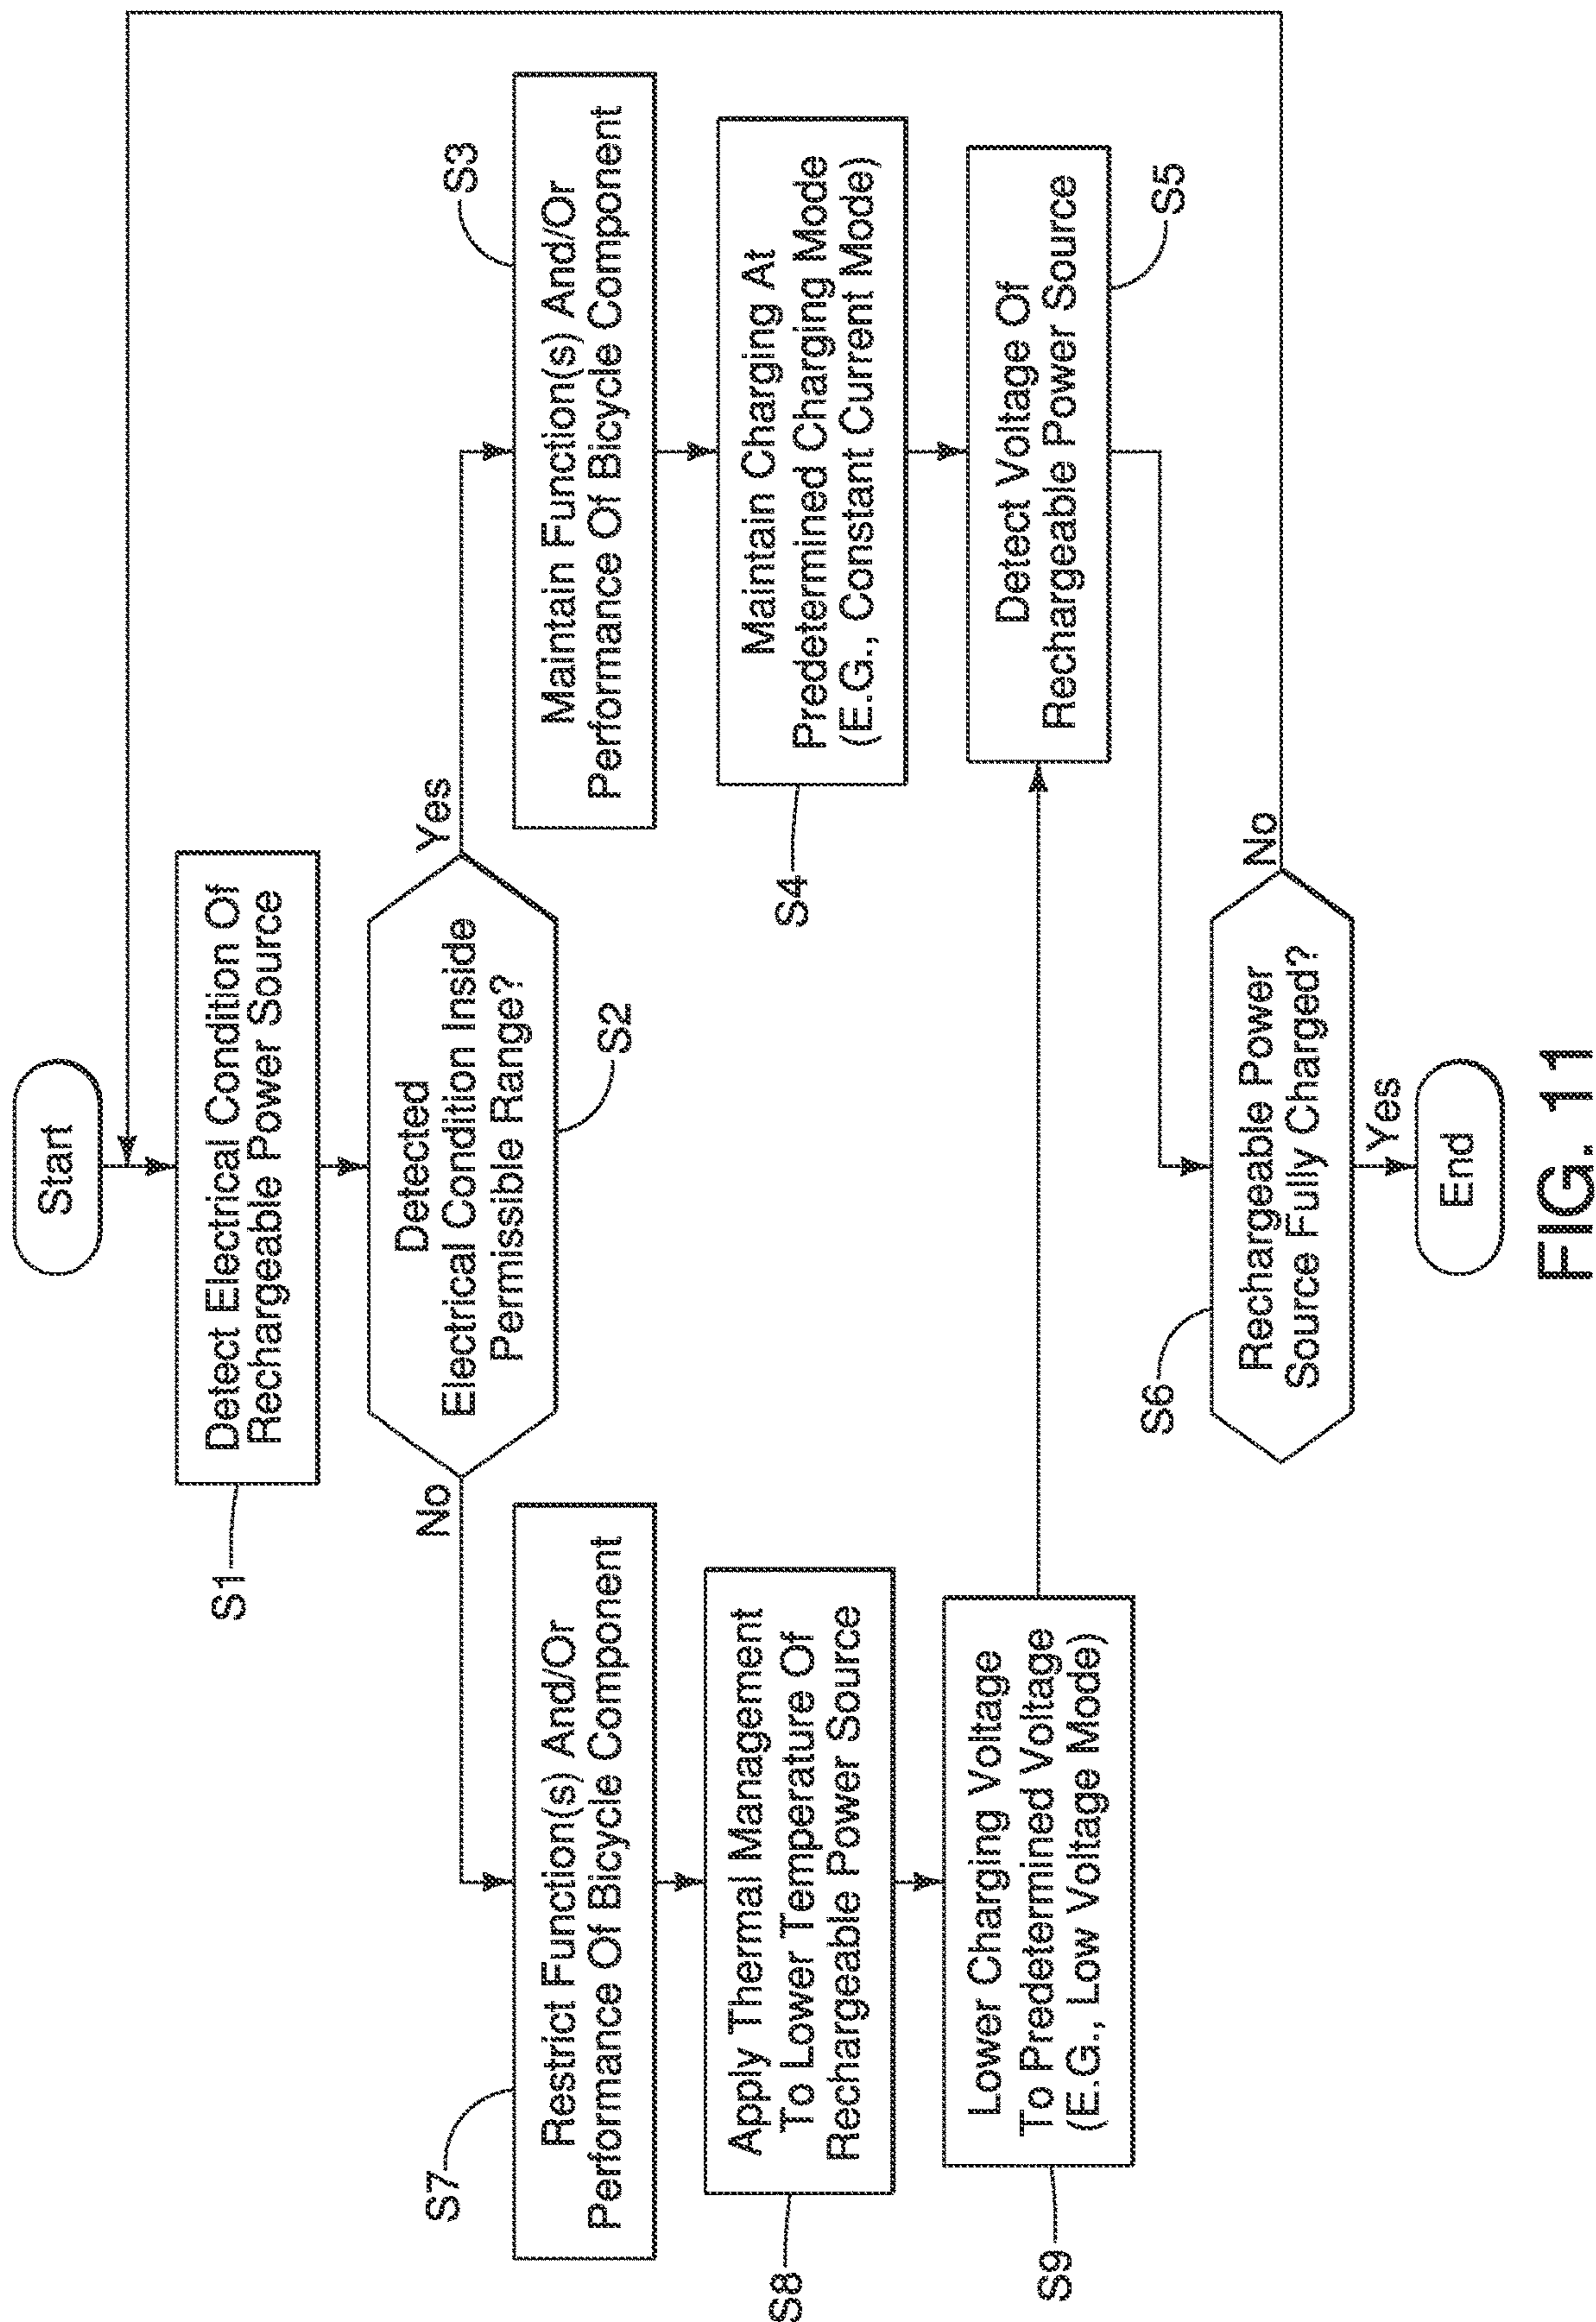 Start
S1
Detect Electrical Condition Of
Rechargeable Power Source
Detected
Electrical Condition Inside
Permissible Range?
S2
No
Yes
S3
Maintain Function(s) And/Or
Performance Of Bicycle Component
S4
Maintain Charging At
Predetermined Charging Mode
(E.G., Constant Current Mode)
Detect Voltage Of
Rechargeable Power Source
S5
S7
Restrict Function(s) And/Or
Performance Of Bicycle Component
S8
Apply Thermal Management
To Lower Temperature Of
Rechargeable Power Source
S9
Lower Charging Voltage
To Predetermined Voltage
(E.G., Low Voltage Mode)
S6
Rechargeable Power
Source Fully Charged?
No
Yes
End
FIG. 11